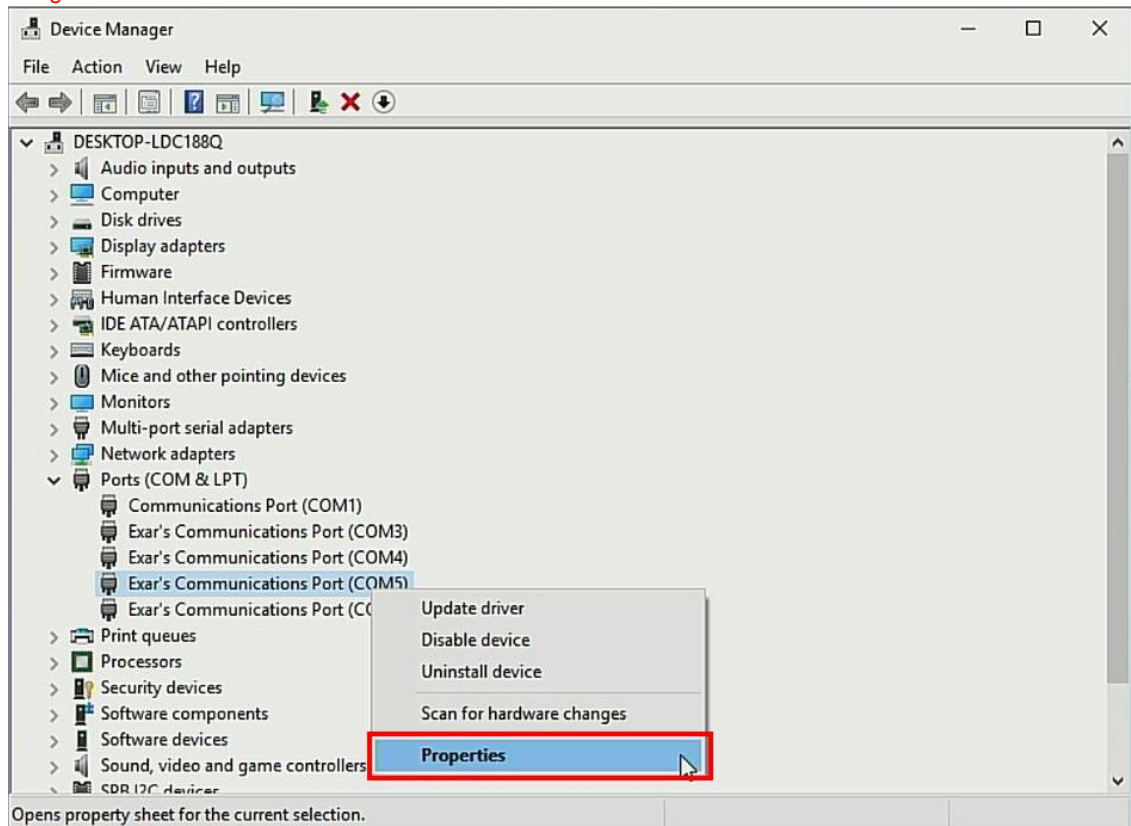 Device Manager
File Action View Help
DESKTOP-LDC188Q
Audio inputs and outputs
Computer
Disk drives
Display adapters
Firmware
Human Interface Devices
IDE ATA/ATAPI controllers
Keyboards
Mice and other pointing devices
Monitors
Multi-port serial adapters
Network adapters
Ports (COM & LPT)
Communications Port (COM1)
Exar's Communications Port (COM3)
Exar's Communications Port (COM4)
Exar's Communications Port (COM5)
Exar's Communications Port
Print queues
Processors
Security devices
Software components
Software devices
Sound, video and game controllers
SPB I2C devices
Update driver
Disable device
Uninstall device
Scan for hardware changes
Properties
Opens property sheet for the current selection.